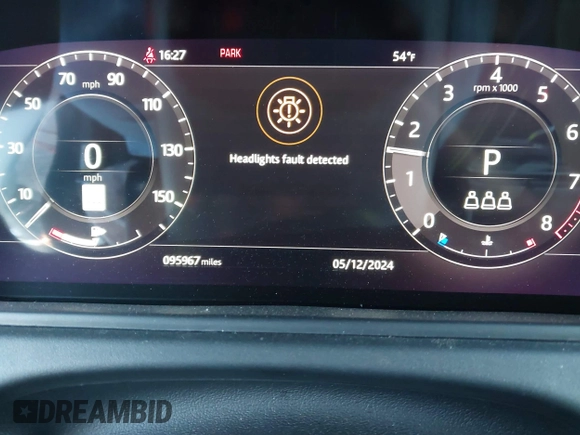 16:27 PARK 54°F
70 mph 90
50 110
30 130
10 150
0
mph
Headlights fault detected
4
rpm x 1000
3 5
2 6
1 7
0 8
P
095967 miles 05/12/2024
DREAMBID